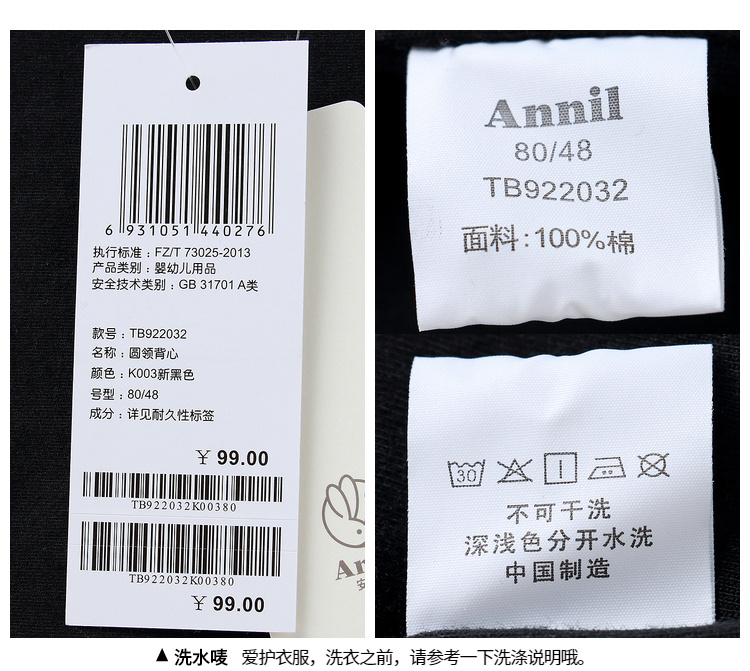 6 931051 440276
执行标准：FZ/T 73025-2013
产品类别：婴幼儿用品
安全技术类别：GB 31701 A类
款号：TB922032
名称：圆领背心
颜色：K003新黑色
号型：80/48
成分：详见耐久性标签
￥ 99.00
TB922032K00380
TB922032K00380
￥ 99.00
Ann
安
Annil
80/48
TB922032
面料:100%棉
30
不可干洗
深浅色分开水洗
中国制造
▲ 洗水唛 爱护衣服，洗衣之前，请参考一下洗涤说明哦。